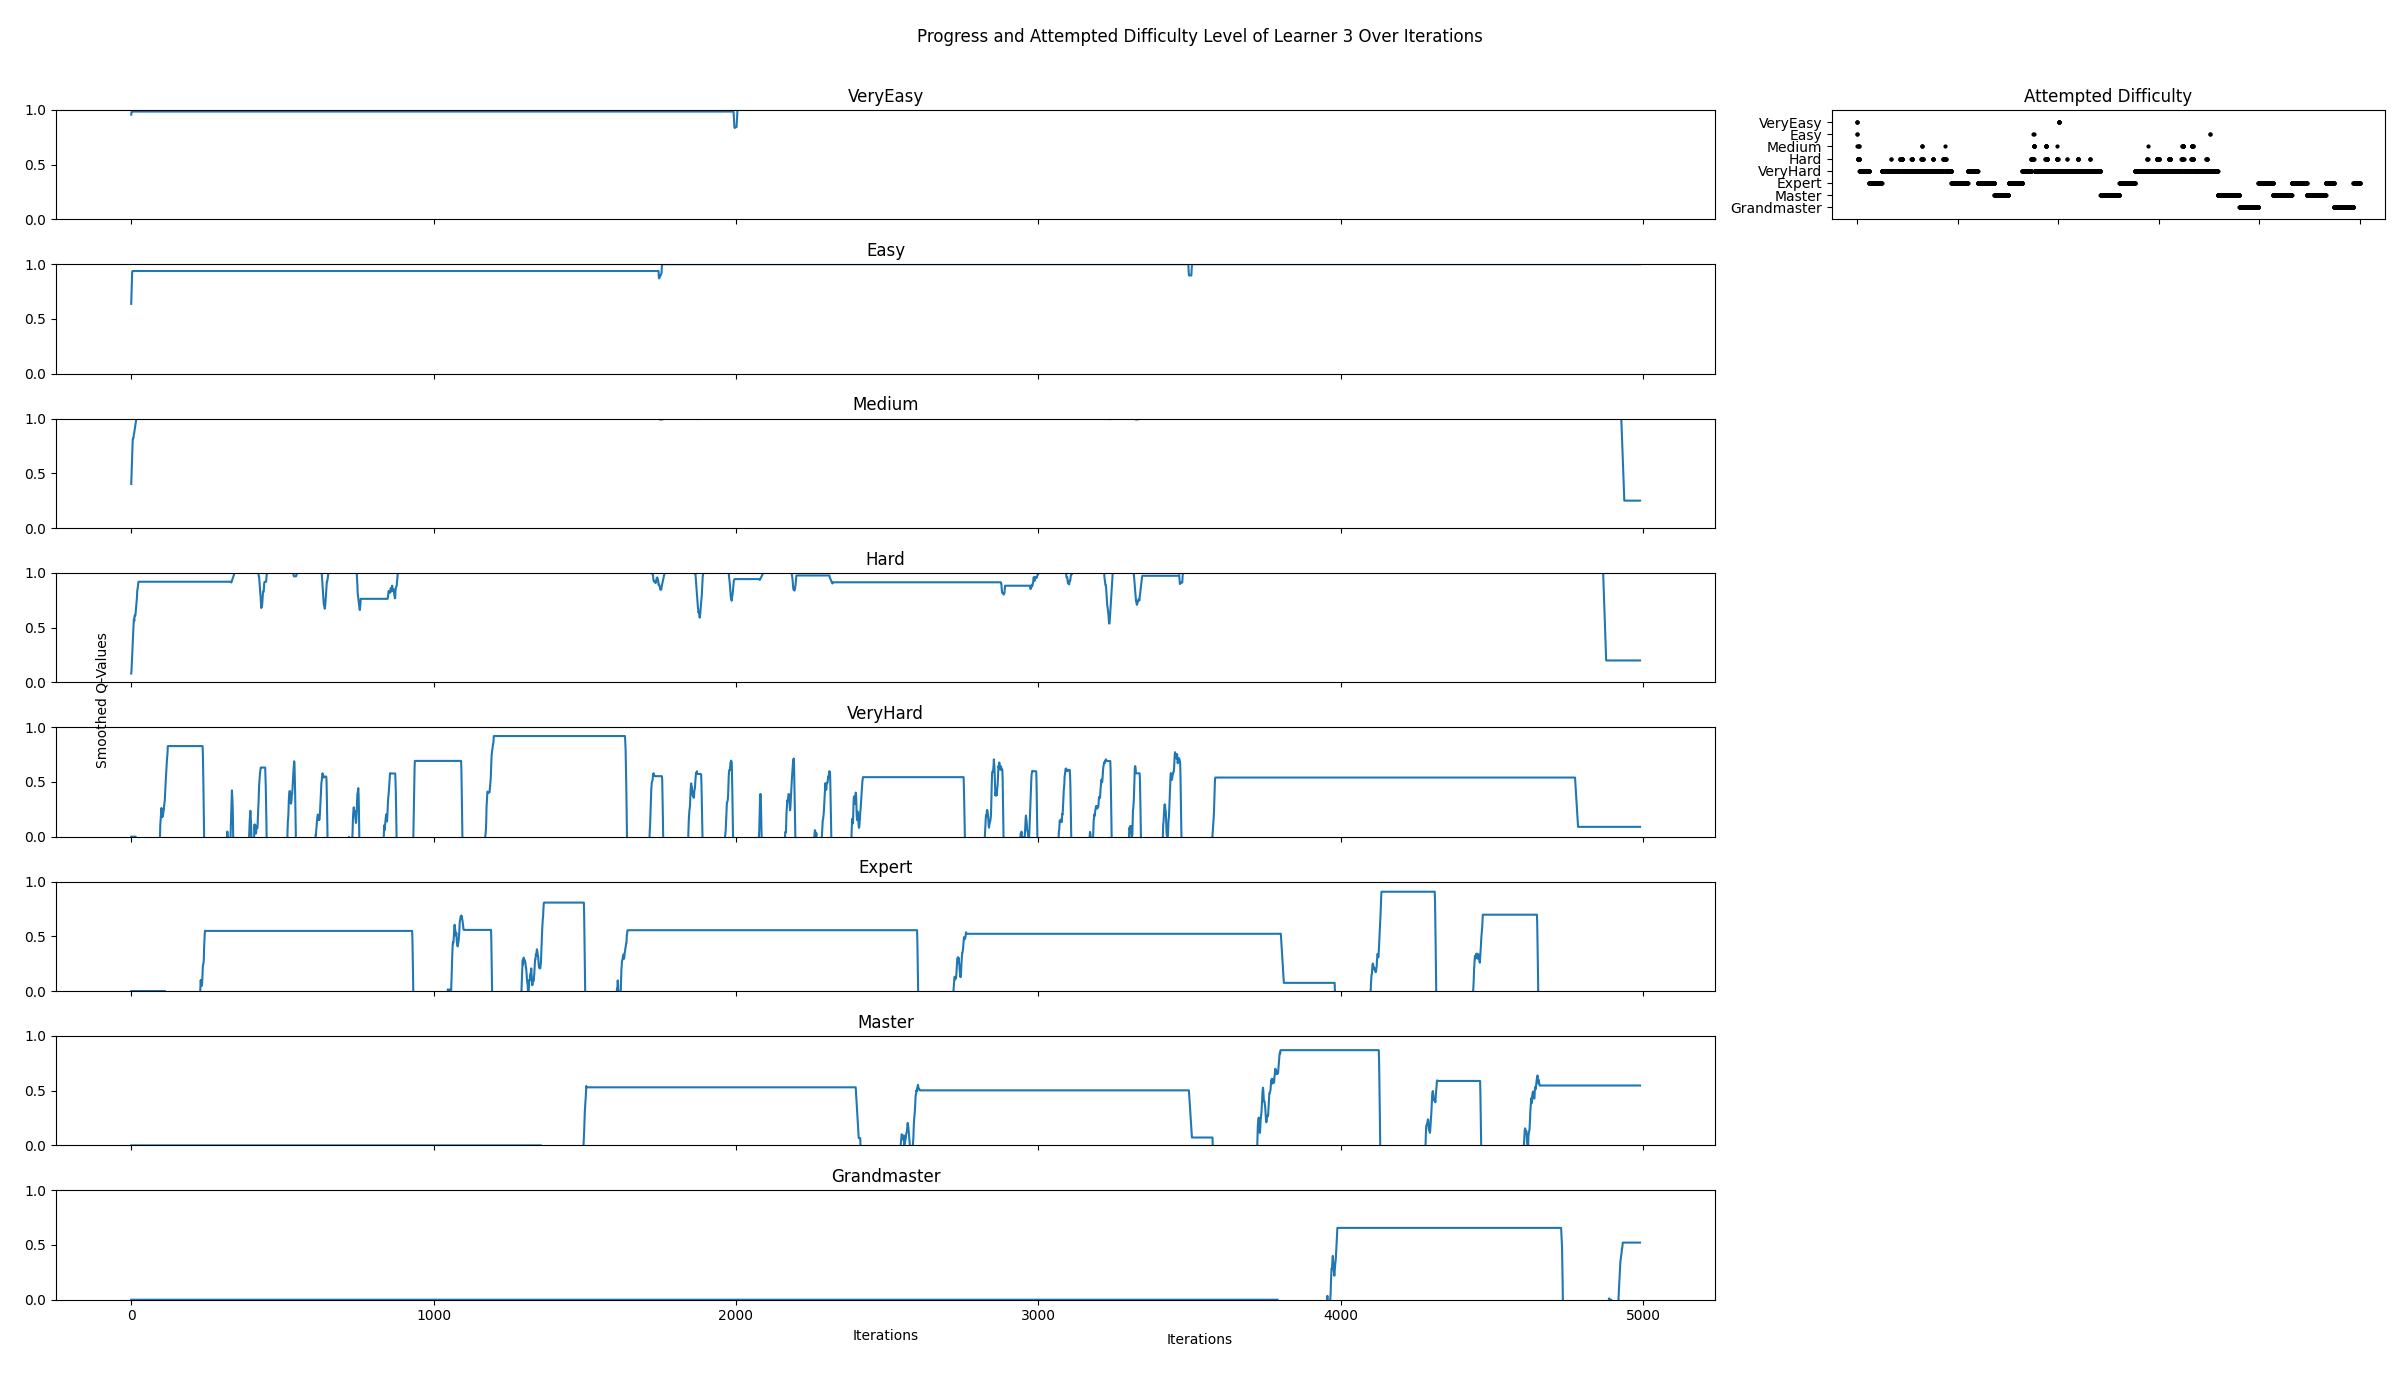 Progress and Attempted Difficulty Level of Learner 3 Over Iterations
VeryEasy
1.0
0.5
0.0
Attempted Difficulty
VeryEasy
Easy
Medium
Hard
VeryHard
Expert
Master
Grandmaster
Easy
1.0
0.5
0.0
Medium
1.0
0.5
0.0
Hard
1.0
0.5
0.0
Smoothed Q-Values
VeryHard
1.0
0.5
0.0
Expert
1.0
0.5
0.0
Master
1.0
0.5
0.0
Grandmaster
1.0
0.5
0.0
0 1000 2000 3000 4000 5000
Iterations
Iterations